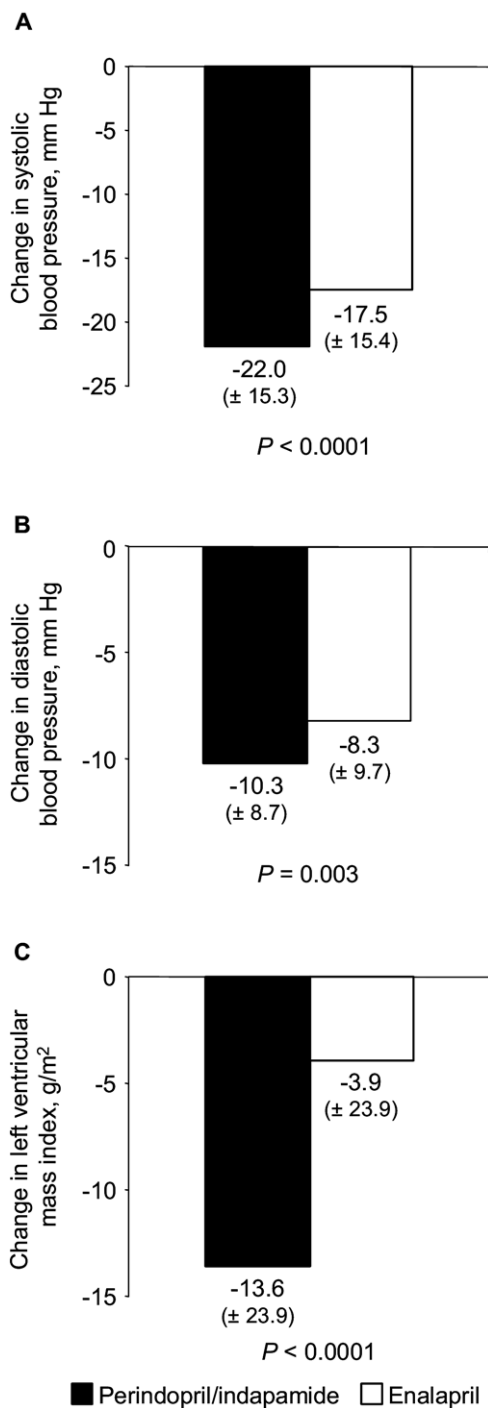 A
Change in systolic
blood pressure, mm Hg
0
-5
-10
-15
-20
-25
-22.0
(± 15.3)
-17.5
(± 15.4)
P < 0.0001
B
Change in diastolic
blood pressure, mm Hg
0
-5
-10
-15
-10.3
(± 8.7)
-8.3
(± 9.7)
P = 0.003
C
Change in left ventricular
mass index, g/m²
0
-5
-10
-15
-13.6
(± 23.9)
-3.9
(± 23.9)
P < 0.0001
Perindopril/indapamide
Enalapril